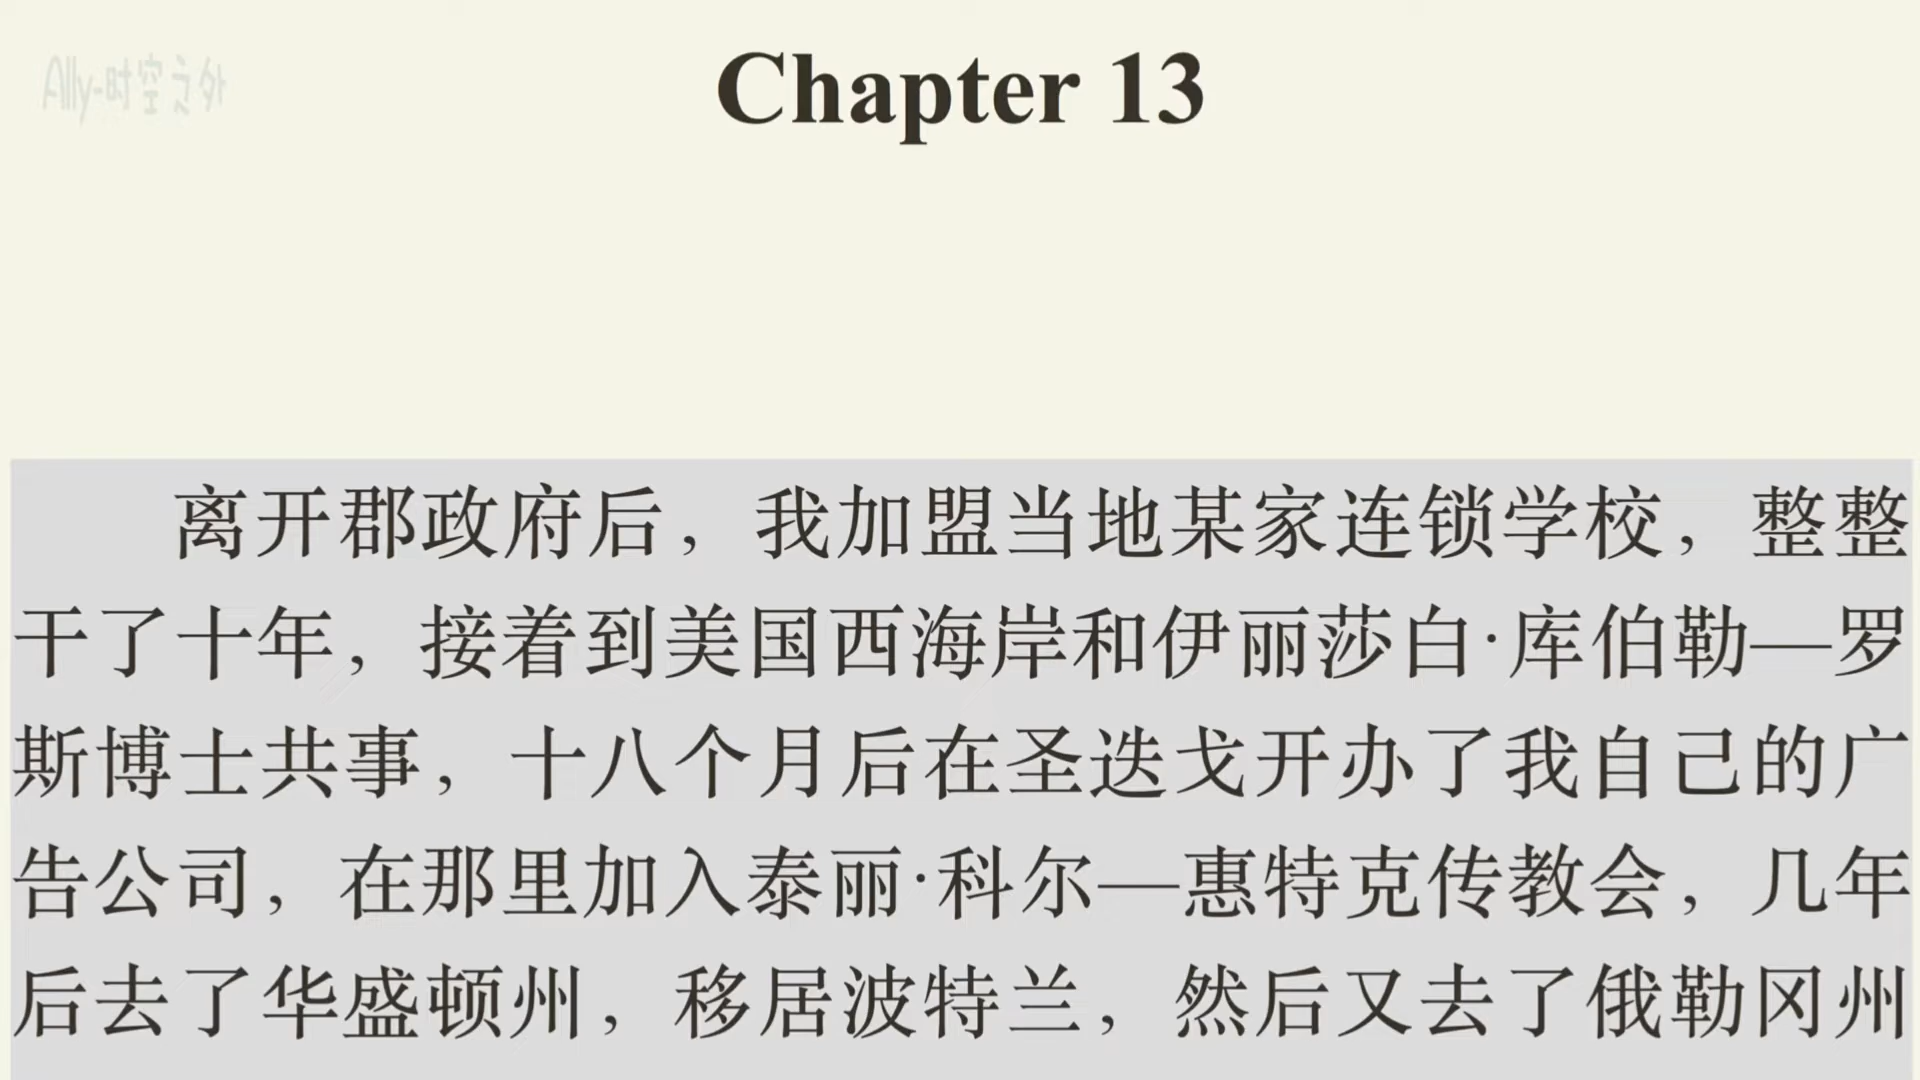 Ally-时空之外
Chapter 13
离开郡政府后，我加盟当地某家连锁学校，整整
干了十年，接着到美国西海岸和伊丽莎白·库伯勒—罗
斯博士共事，十八个月后在圣迭戈开办了我自己的广
告公司，在那里加入泰丽·科尔—惠特克传教会，几年
后去了华盛顿州，移居波特兰，然后又去了俄勒冈州